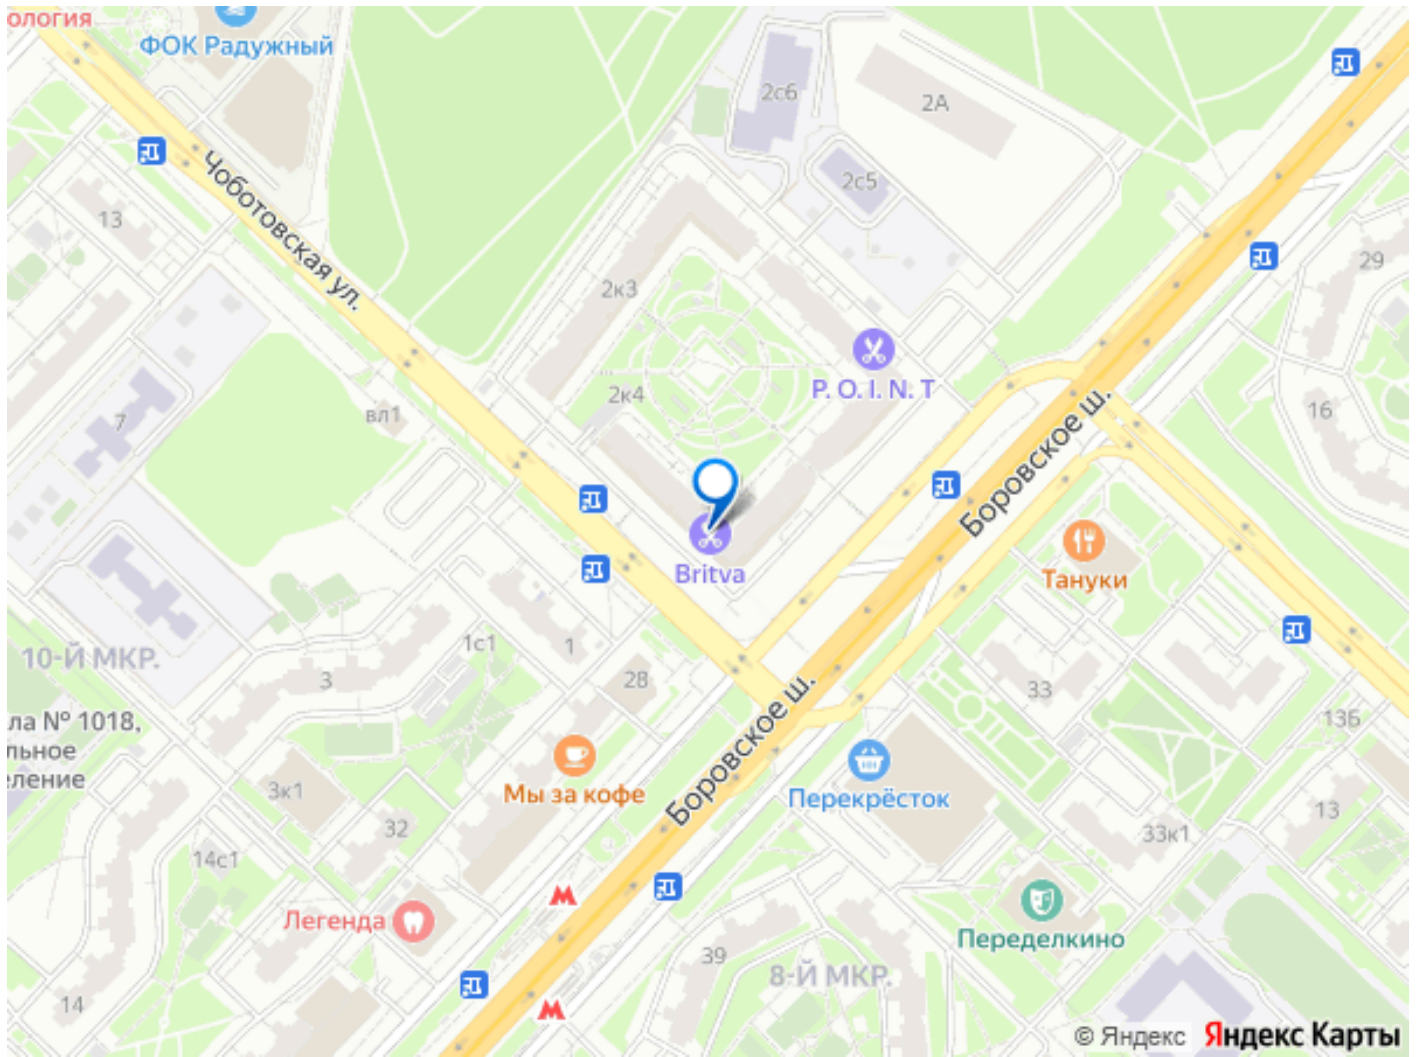 ология
ФОК Радужный
2с6
2А
Чоботовская ул.
2с5
13
2к3
29
P. O. I. N. T
2к4
вл1
7
16
Боровское ш.
Britva
Тануки
10-Й МКР.
1с1
1
3
28
33
13Б
ла № 1018,
льное
еление
Боровское ш.
Мы за кофе
Перекрёсток
3к1
32
13
33к1
14с1
Легенда
Переделкино
39
8-Й МКР.
14
© Яндекс Яндекс Карты